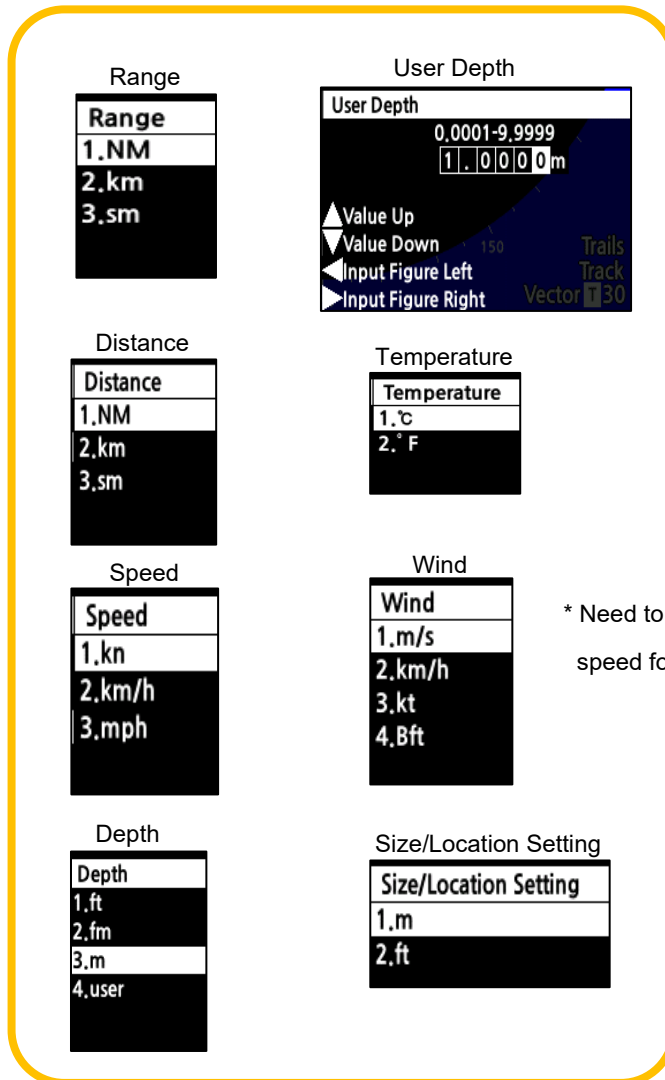 Range
Range
1.NM
2.km
3.sm
User Depth
User Depth
0.0001-9.9999
1.0000m
Value Up
Value Down
Input Figure Left
Input Figure Right
150
Trails
Track
Vector T 30
Distance
Distance
1.NM
2.km
3.sm
Temperature
Temperature
1.℃
2.° F
Speed
Speed
1.kn
2.km/h
3.mph
Wind
Wind
1.m/s
2.km/h
3.kt
4.Bft
* Need to
speed fo
Depth
Depth
1.ft
2.fm
3.m
4.user
Size/Location Setting
Size/Location Setting
1.m
2.ft